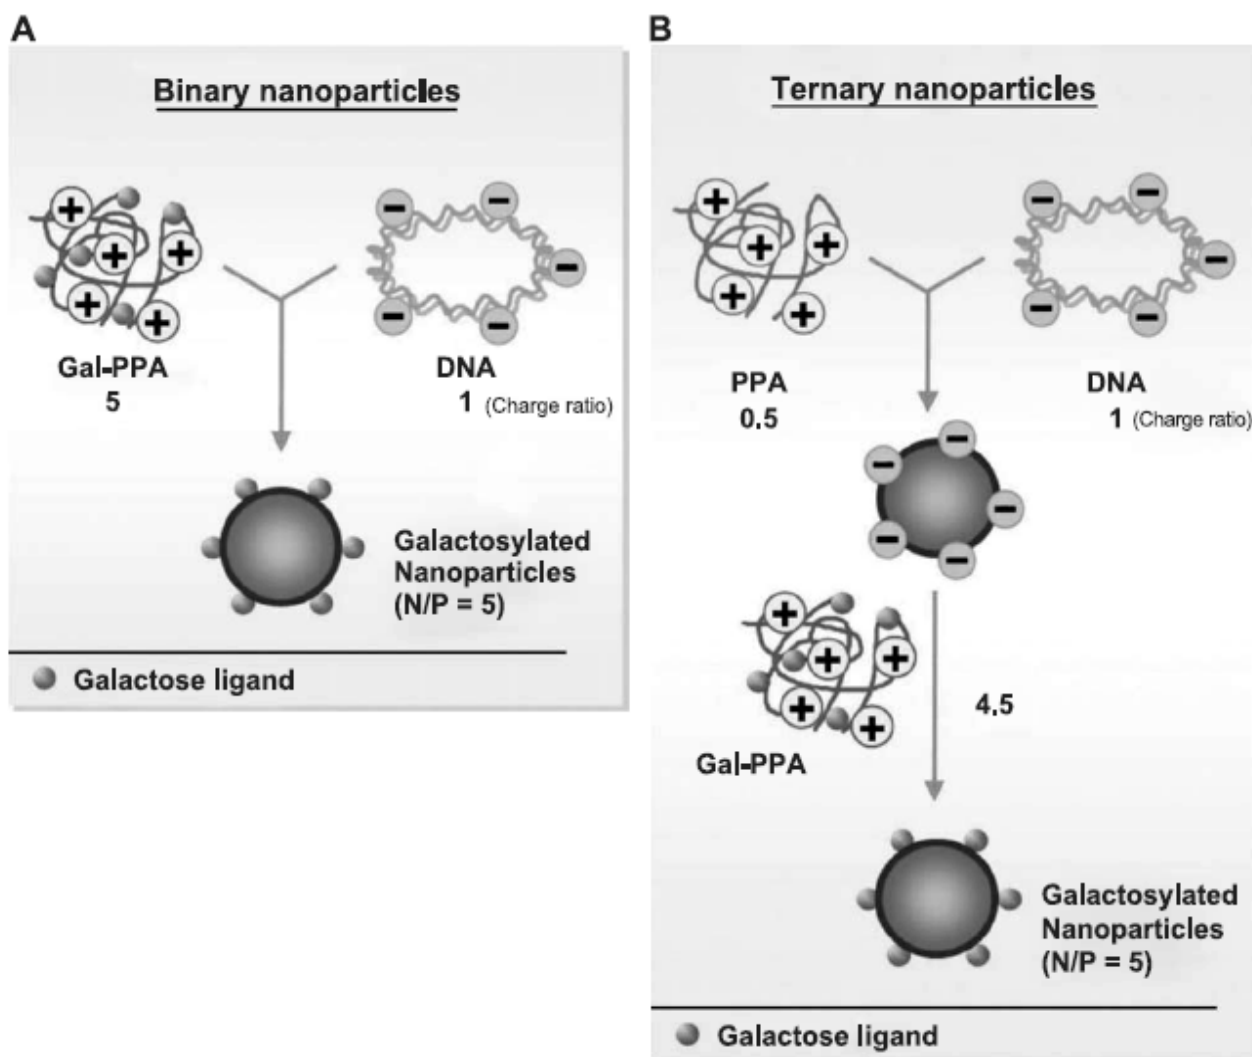 A
Binary nanoparticles
+
+
+
+
+
−
−
−
−
−
Gal-PPA
5
DNA
1 (Charge ratio)
Galactosylated
Nanoparticles
(N/P = 5)
Galactose ligand
B
Ternary nanoparticles
+
+
+
+
+
−
−
−
−
−
PPA
0.5
DNA
1 (Charge ratio)
−
−
−
−
−
+
+
+
+
+
4.5
Gal-PPA
Galactosylated
Nanoparticles
(N/P = 5)
Galactose ligand